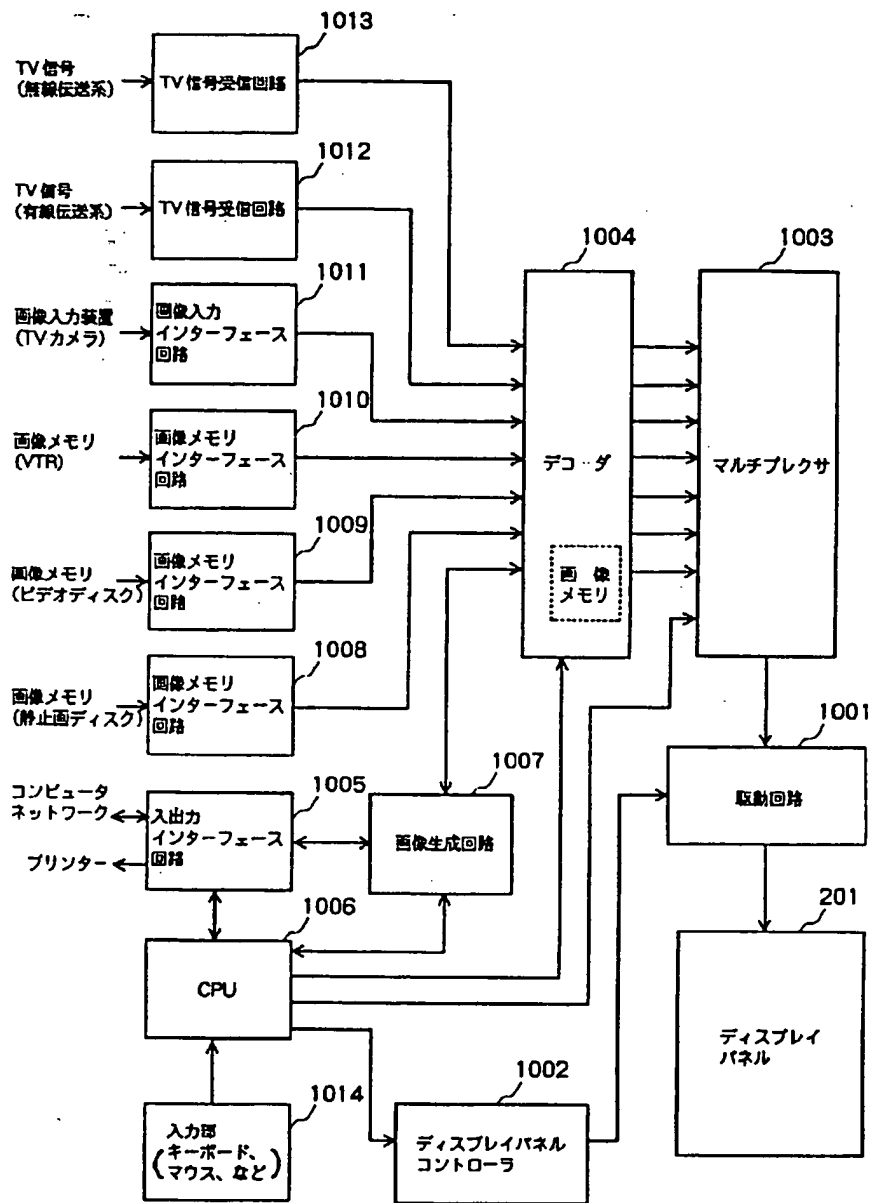 1013
TV 信号
(無線伝送系)
TV 信号受信回路
1012
TV 信号
(有線伝送系)
TV 信号受信回路
1011
画像入力装置
(TV カメラ)
画像入力
インターフェース
回路
1010
画像メモリ
(VTR)
画像メモリ
インターフェース
回路
1009
画像メモリ
(ビデオディスク)
画像メモリ
インターフェース
回路
1008
画像メモリ
(静止画ディスク)
画像メモリ
インターフェース
回路
1004
デコーダ
画像
メモリ
1003
マルチプレクサ
1001
駆動回路
1007
画像生成回路
1005
コンピュータ
ネットワーク
プリンター
入出力
インターフェース
回路
1006
CPU
201
ディスプレイ
パネル
1014
入力部
(キーボード、
マウス、など)
1002
ディスプレイパネル
コントローラ